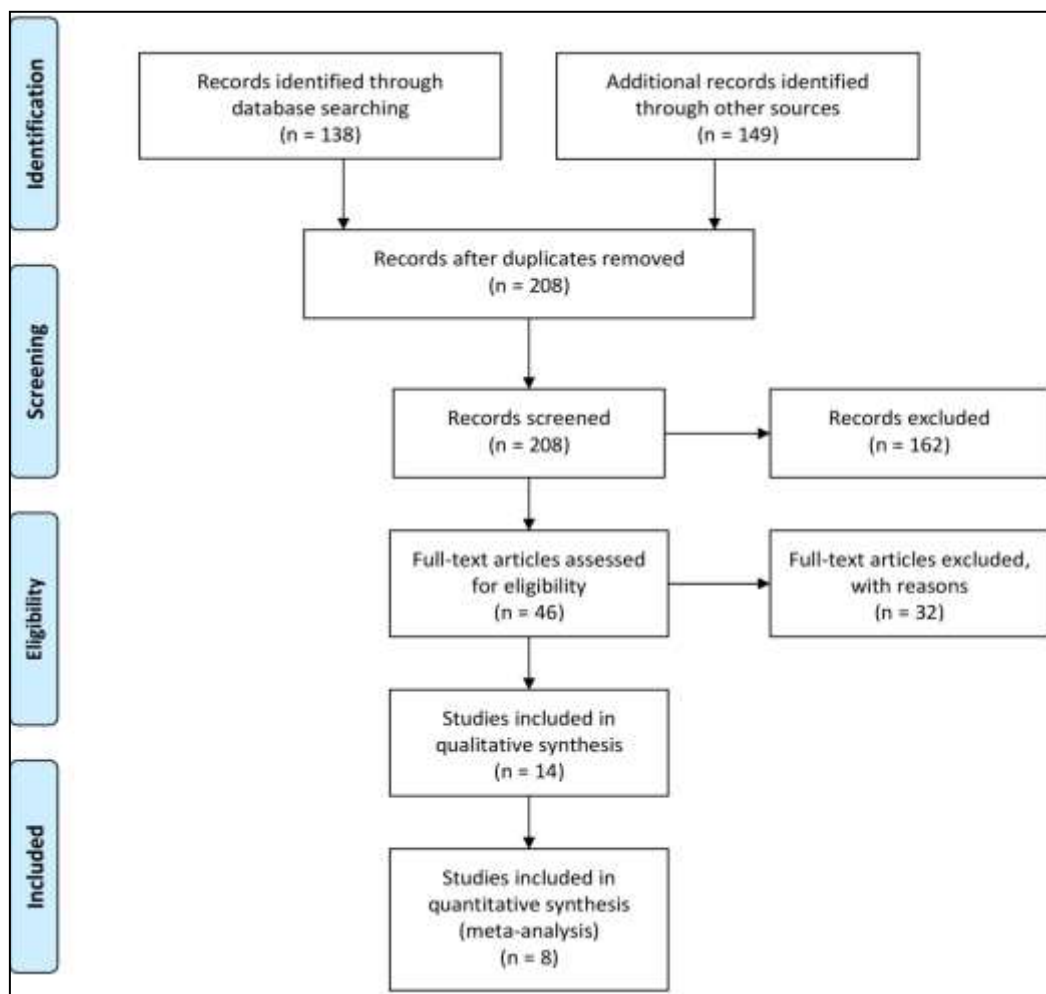 Identification
Records identified through
database searching
(n = 138)
Additional records identified
through other sources
(n = 149)
Records after duplicates removed
(n = 208)
Screening
Records screened
(n = 208)
Records excluded
(n = 162)
Eligibility
Full-text articles assessed
for eligibility
(n = 46)
Full-text articles excluded,
with reasons
(n = 32)
Studies included in
qualitative synthesis
(n = 14)
Included
Studies included in
quantitative synthesis
(meta-analysis)
(n = 8)